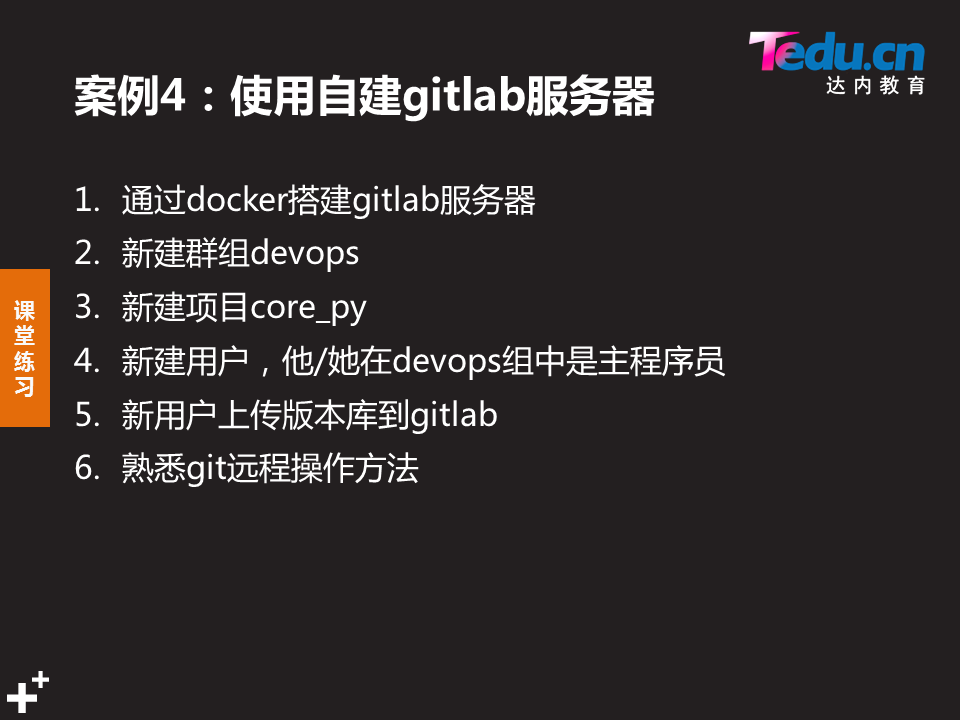 Tedu.cn
达内教育
案例4：使用自建gitlab服务器
1. 通过docker搭建gitlab服务器
2. 新建群组devops
3. 新建项目core_py
4. 新建用户，他/她在devops组中是主程序员
5. 新用户上传版本库到gitlab
6. 熟悉git远程操作方法
课堂练习